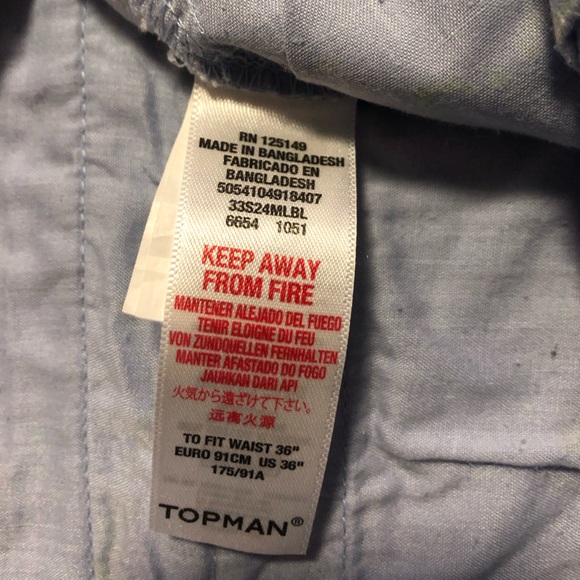 RN 125149
MADE IN BANGLADESH
FABRICADO EN
BANGLADESH
5054104918407
33S24MLBL
6654 1051
KEEP AWAY
FROM FIRE
MANTENER ALEJADO DEL FUEGO
TENIR ELOIGNE DU FEU
VON ZUNDQUELLEN FERNHALTEN
MANTER AFASTADO DO FOGO
JAUHKAN DARI API
火気から遠ざけて下さい。
远离火源
TO FIT WAIST 36"
EURO 91CM US 36"
175/91A
TOPMAN®